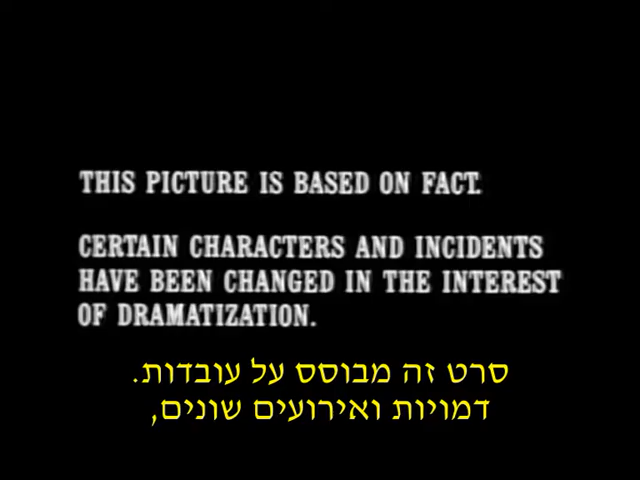 THIS PICTURE IS BASED ON FACT.
CERTAIN CHARACTERS AND INCIDENTS
HAVE BEEN CHANGED IN THE INTEREST
OF DRAMATIZATION.
סרט זה מבוסס על עובדות.
דמויות ואירועים שונים,